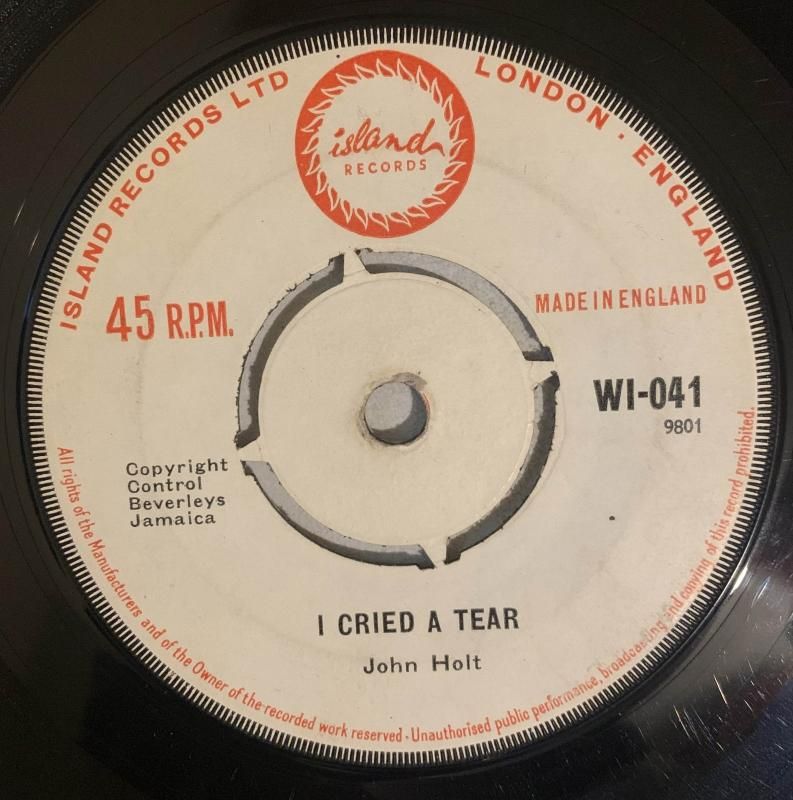 ISLAND RECORDS LTD
LONDON · ENGLAND
island
RECORDS
45 R.P.M.
MADE IN ENGLAND
WI-041
9801
Copyright
Control
Beverleys
Jamaica
I CRIED A TEAR
John Holt
All rights of the Manufacturers and of the Owner of the recorded work reserved · Unauthorised public performance, broadcasting and copying of this record prohibited.